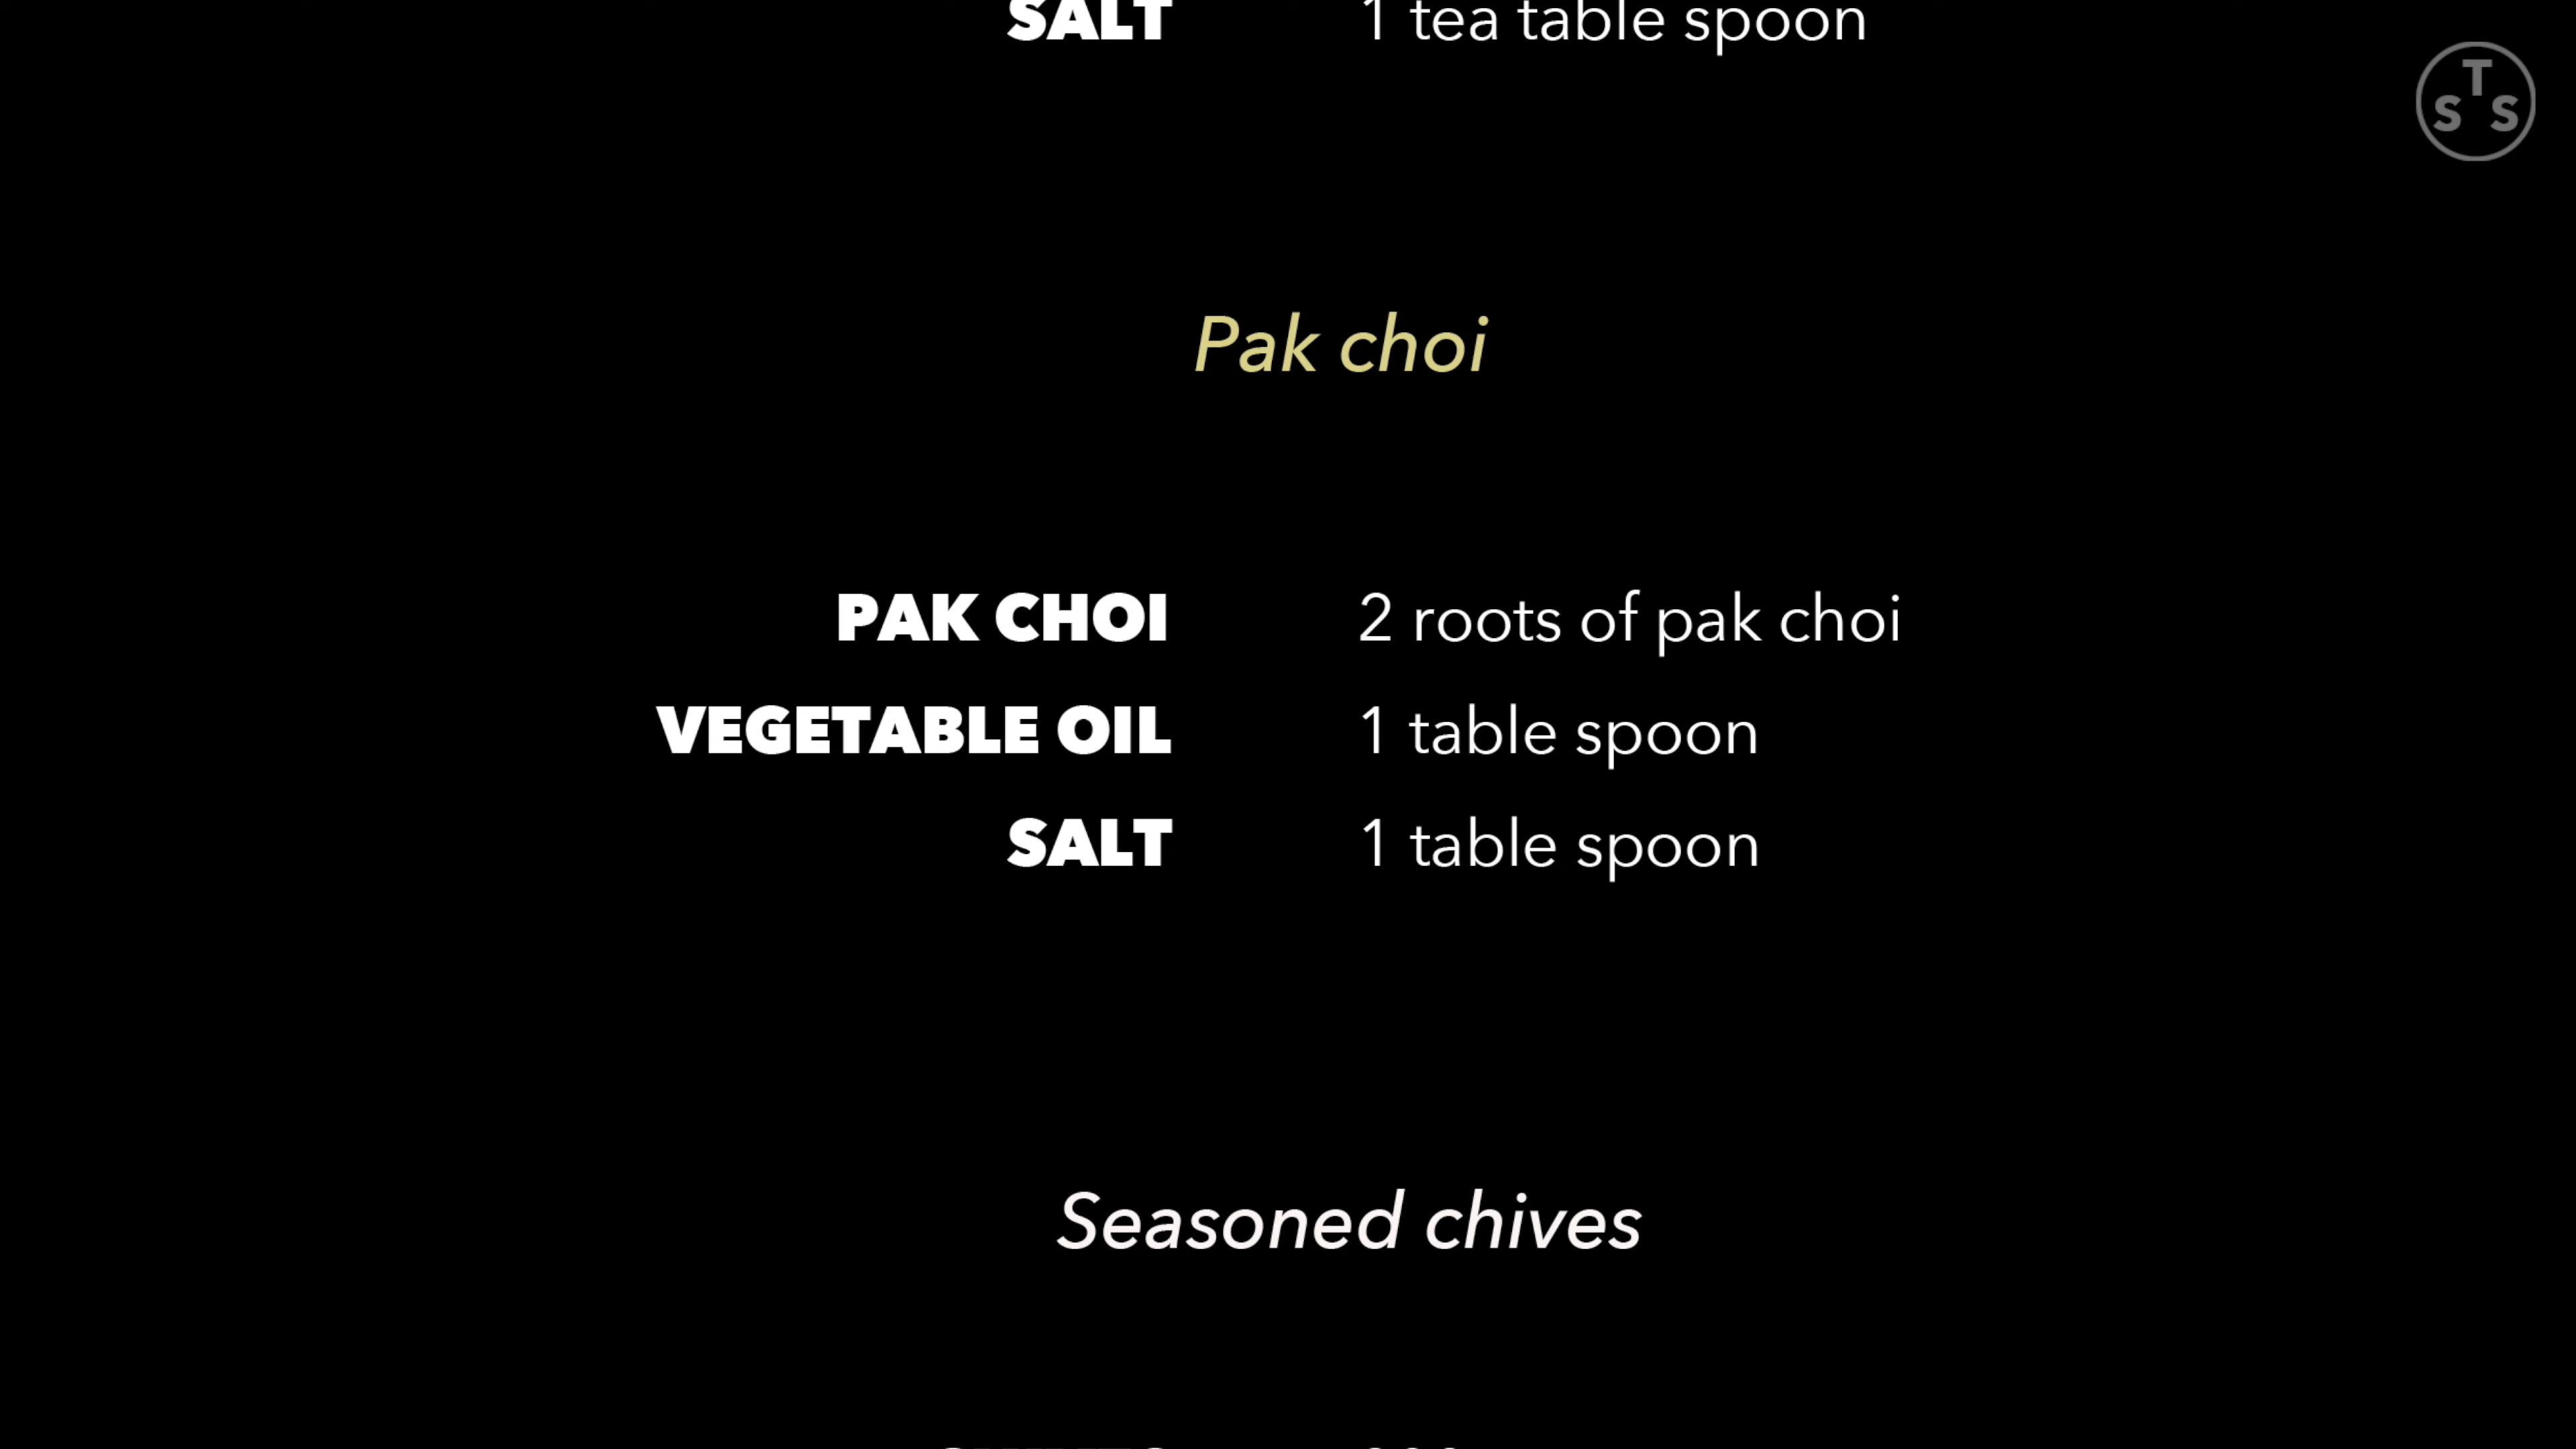 SALT 1 tea table spoon
STS
Pak choi
PAK CHOI 2 roots of pak choi
VEGETABLE OIL 1 table spoon
SALT 1 table spoon
Seasoned chives